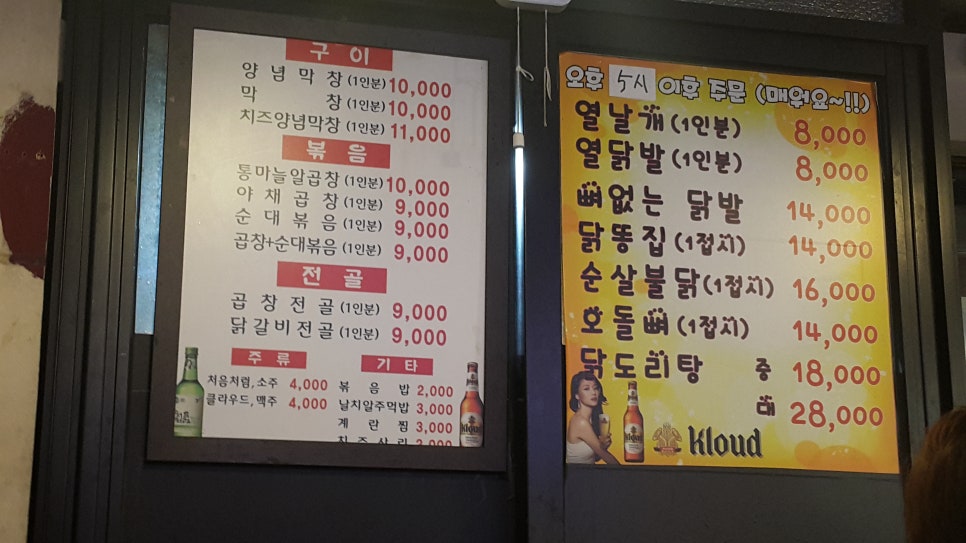 구 이
양념막창 (1인분) 10,000
막 창 (1인분) 10,000
치즈양념막창 (1인분) 11,000
볶 음
통마늘알곱창 (1인분) 10,000
야채곱창 (1인분) 9,000
순대볶음 (1인분) 9,000
곱창+순대볶음 (1인분) 9,000
전 골
곱창전골 (1인분) 9,000
닭갈비전골 (1인분) 9,000
주 류
처음처럼, 소주 4,000
클라우드, 맥주 4,000
기 타
볶 음 밥 2,000
날치알주먹밥 3,000
계 란 찜 3,000
치즈사리 2,000
오후 5시 이후 주문 (매워요~!!)
열날개 (1인분) 8,000
열닭발 (1인분) 8,000
뼈없는 닭발 14,000
닭똥집 (1접시) 14,000
순살불닭 (1접시) 16,000
호돌뼈 (1접시) 14,000
닭도리탕 중 18,000
대 28,000
Kloud